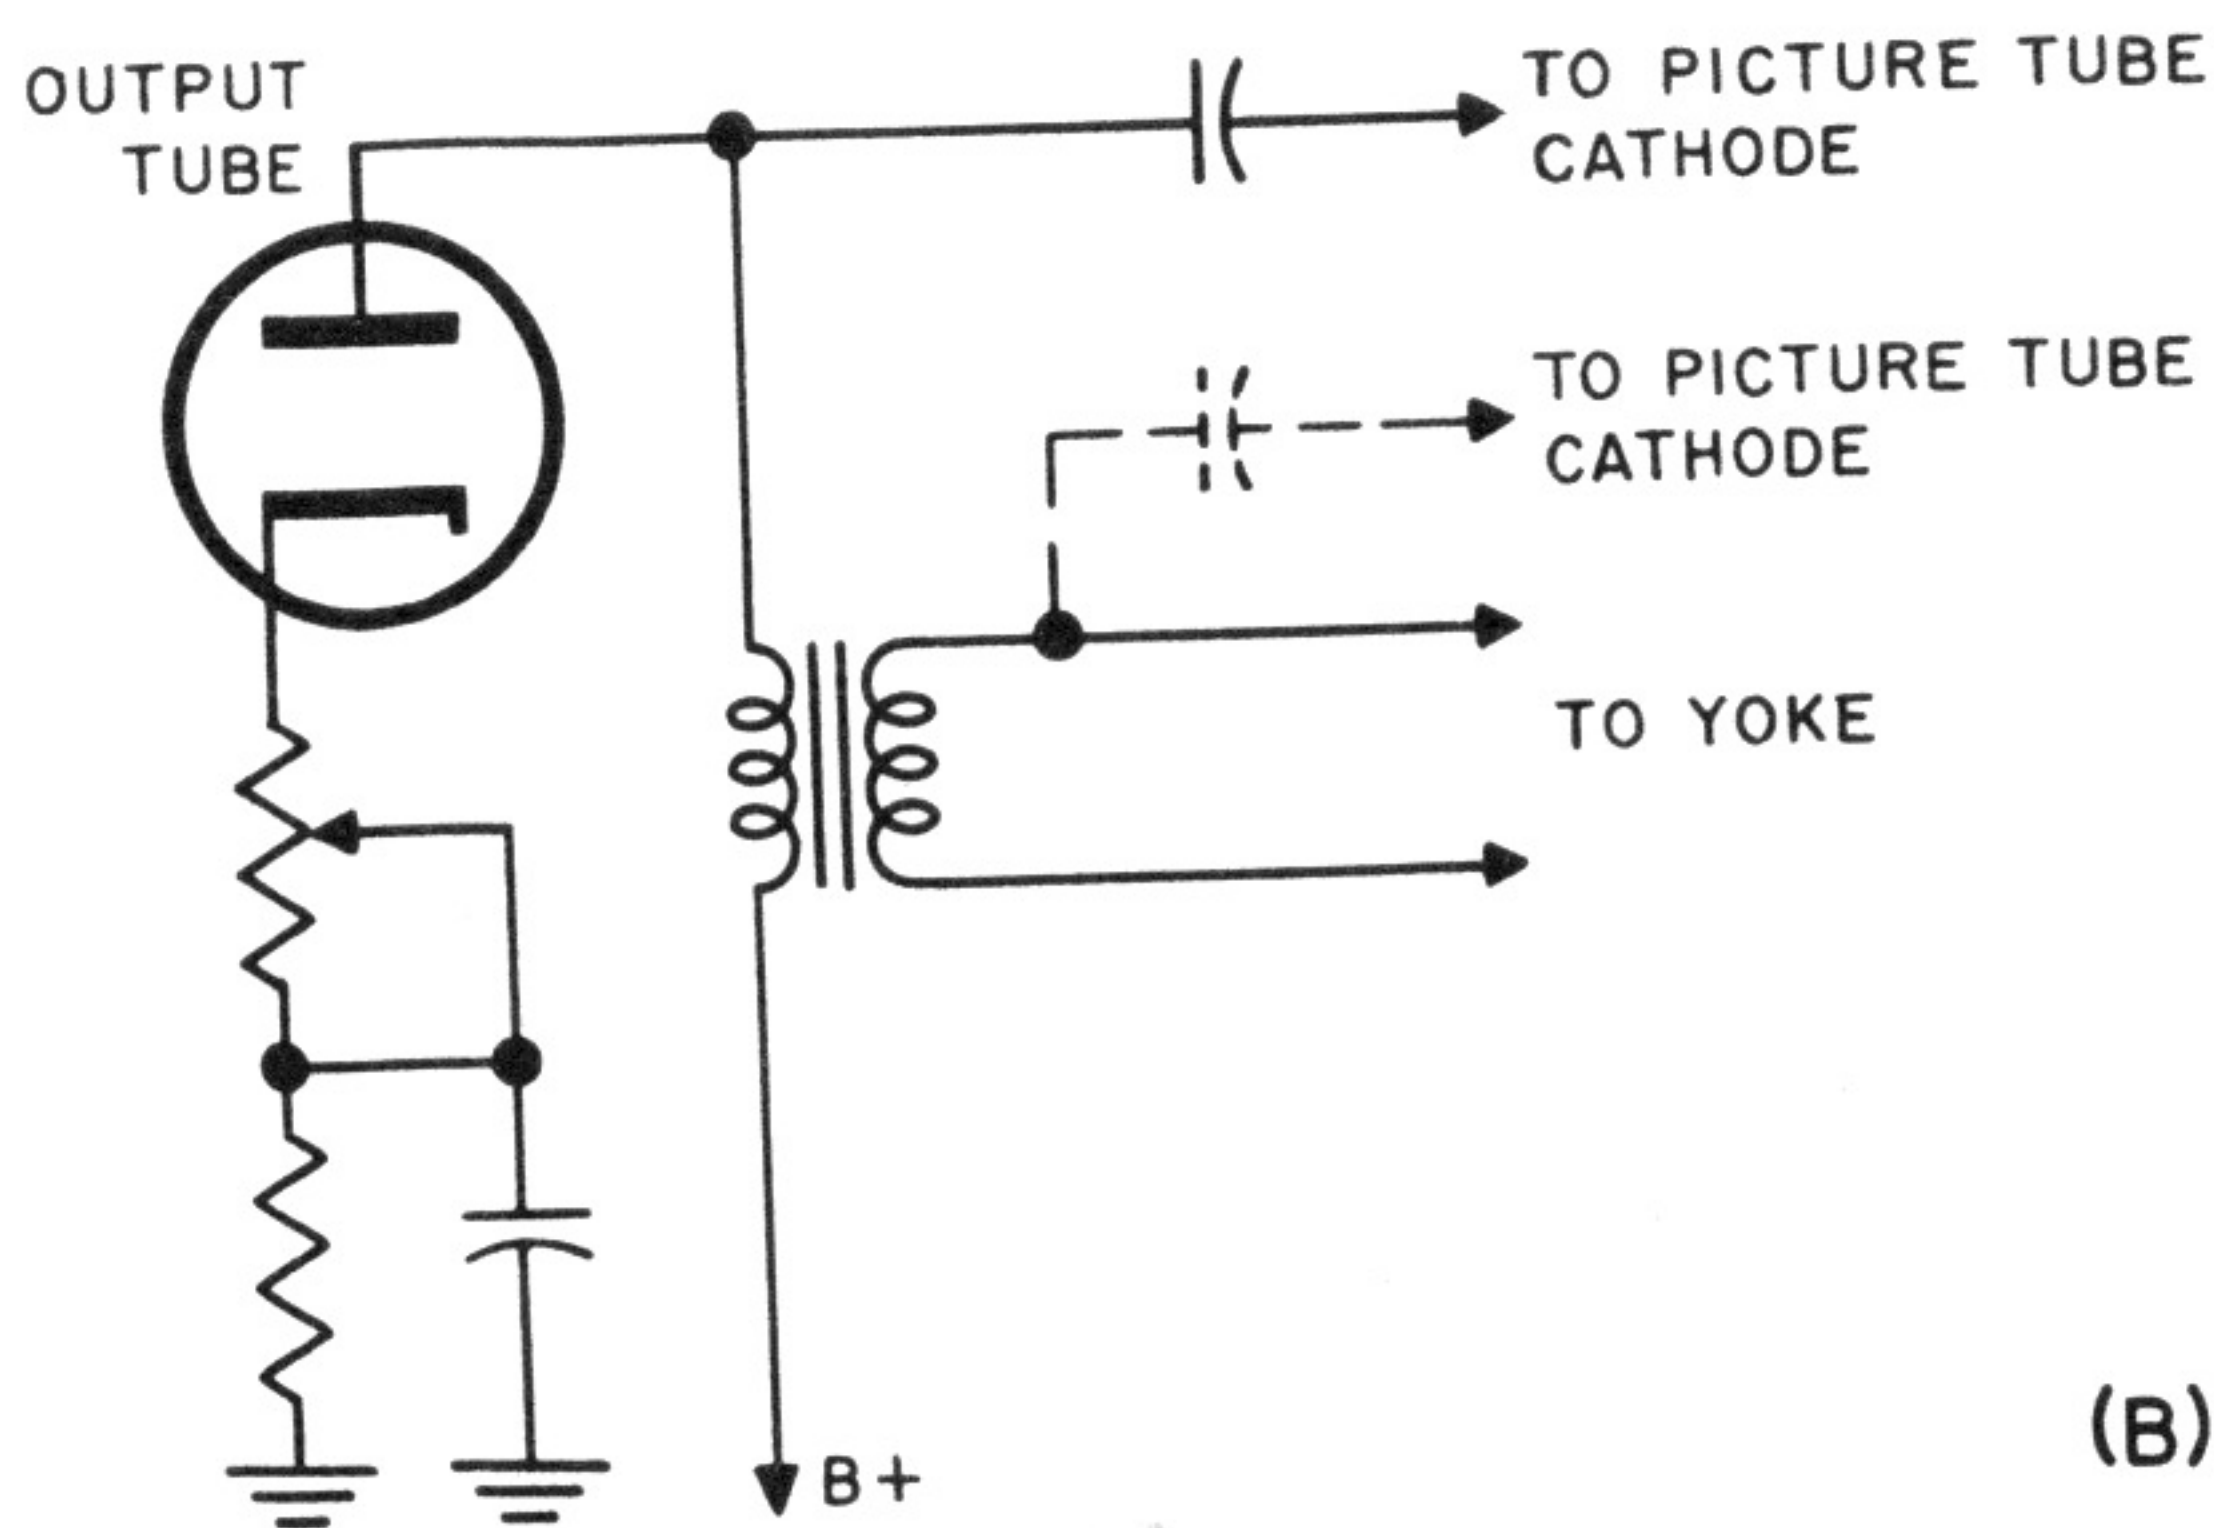 OUTPUT
TUBE
TO PICTURE TUBE
CATHODE
TO PICTURE TUBE
CATHODE
TO YOKE
B+
(B)